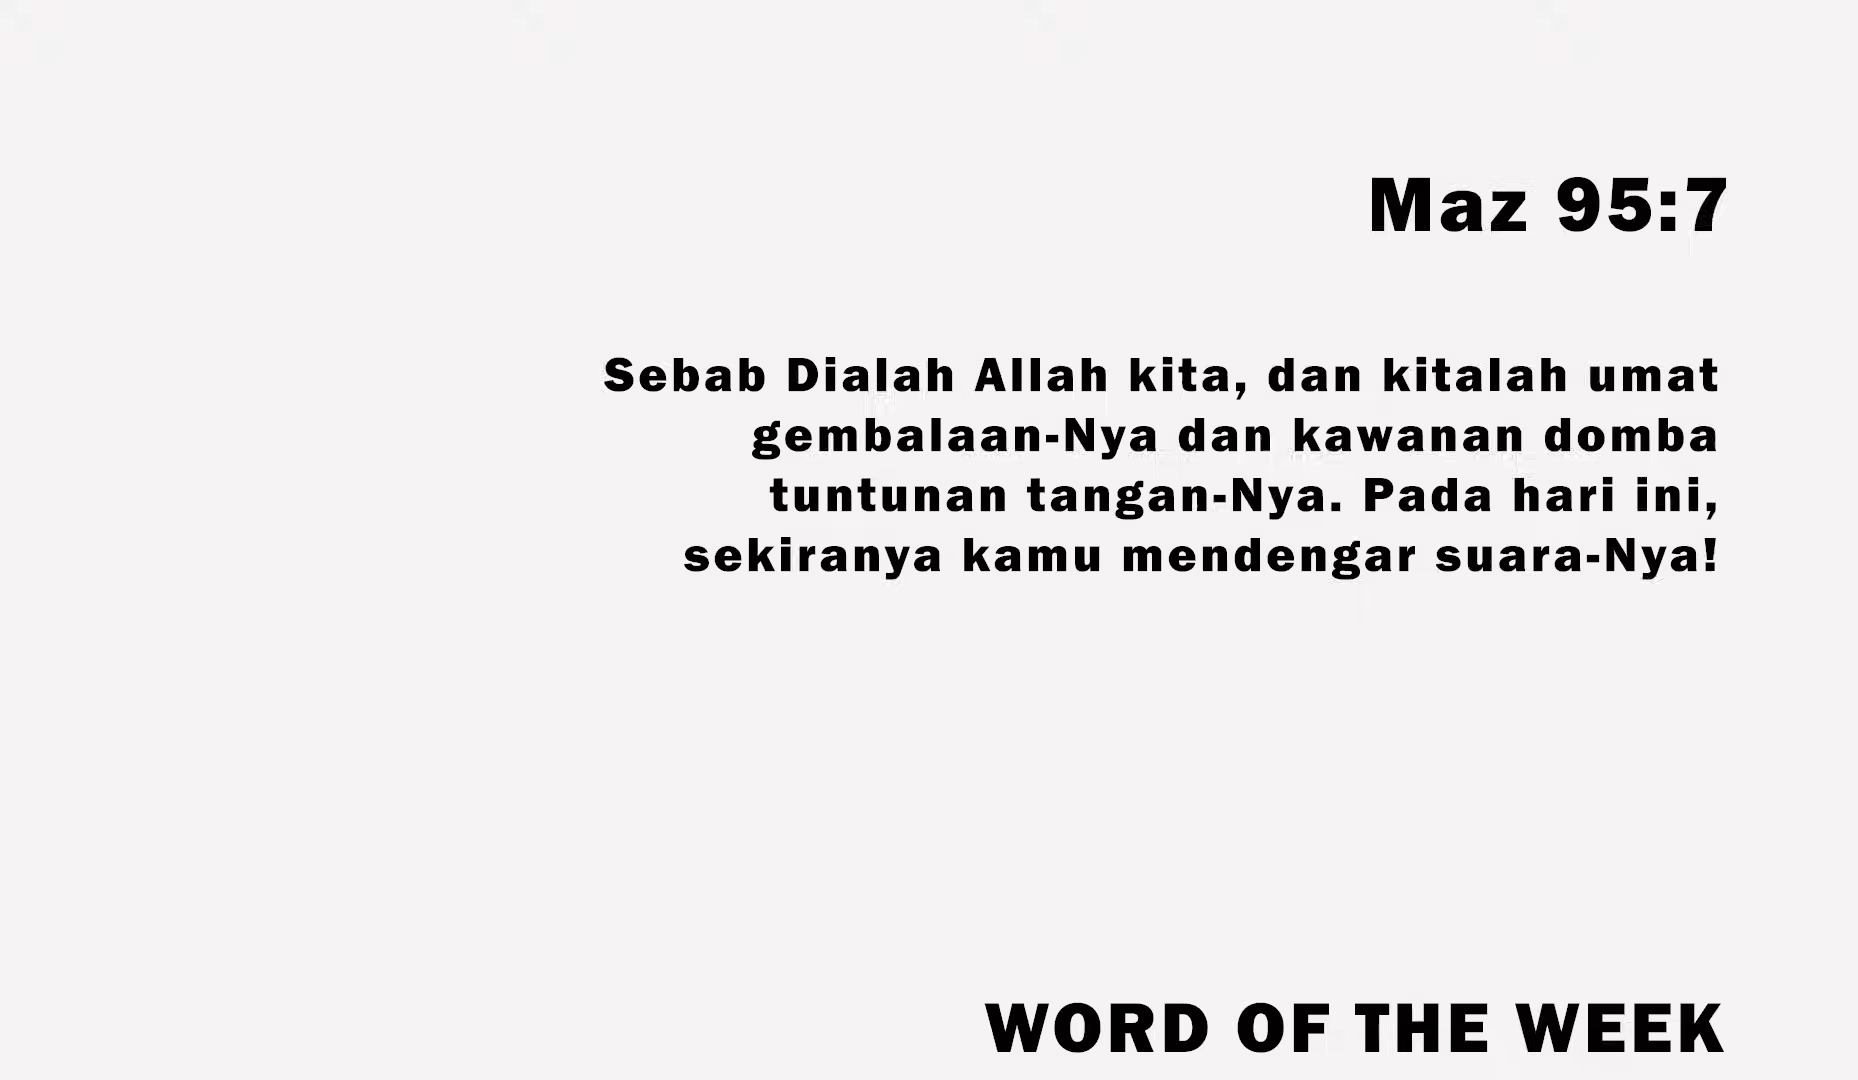 Maz 95:7
Sebab Dialah Allah kita, dan kitalah umat
gembalaan-Nya dan kawanan domba
tuntunan tangan-Nya. Pada hari ini,
sekiranya kamu mendengar suara-Nya!
WORD OF THE WEEK